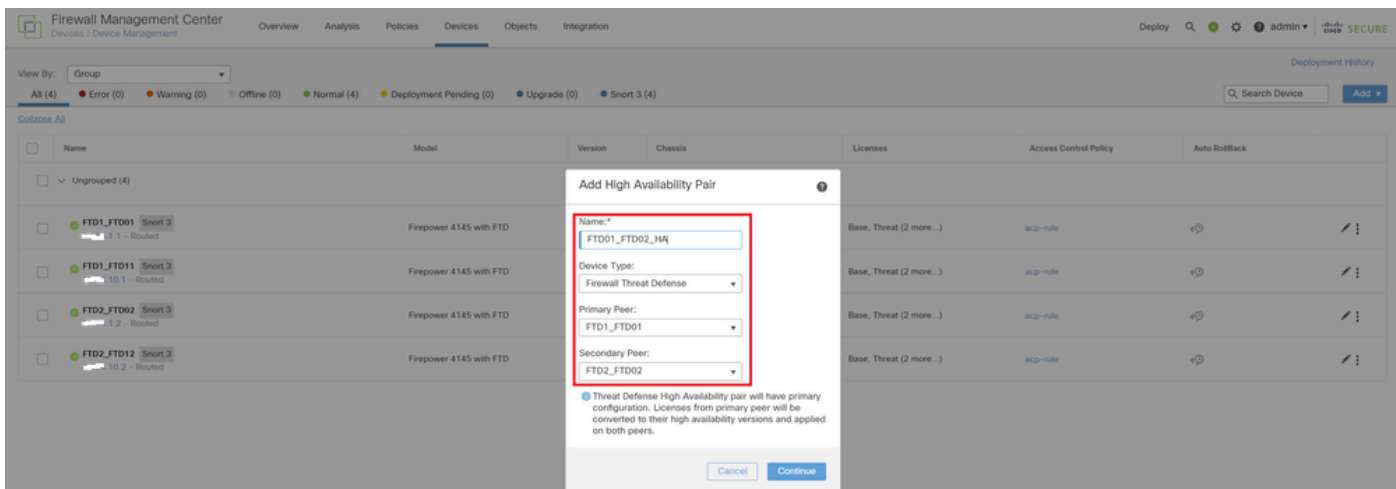 Firewall Management Center
Devices / Device Management
Overview Analysis Policies Devices Objects Integration
Deploy admin SECURE
Deployment History
View By: Group
All (4) Error (0) Warning (0) Offline (0) Normal (4) Deployment Pending (0) Upgrade (0) Snort 3 (4)
Search Device Add
Collapse All
Name Model Version Chassis Licenses Access Control Policy Auto RollBack
Ungrouped (4)
FTD1_FTD01 Snort 3
.1.1 - Routed
Firepower 4145 with FTD Base, Threat (2 more...) acp-rule
FTD1_FTD11 Snort 3
.10.1 - Routed
Firepower 4145 with FTD Base, Threat (2 more...) acp-rule
FTD2_FTD02 Snort 3
.1.2 - Routed
Firepower 4145 with FTD Base, Threat (2 more...) acp-rule
FTD2_FTD12 Snort 3
.10.2 - Routed
Firepower 4145 with FTD Base, Threat (2 more...) acp-rule
Add High Availability Pair
Name:*
FTD01_FTD02_HA
Device Type:
Firewall Threat Defense
Primary Peer:
FTD1_FTD01
Secondary Peer:
FTD2_FTD02
Threat Defense High Availability pair will have primary
configuration. Licenses from primary peer will be
converted to their high availability versions and applied
on both peers.
Cancel Continue